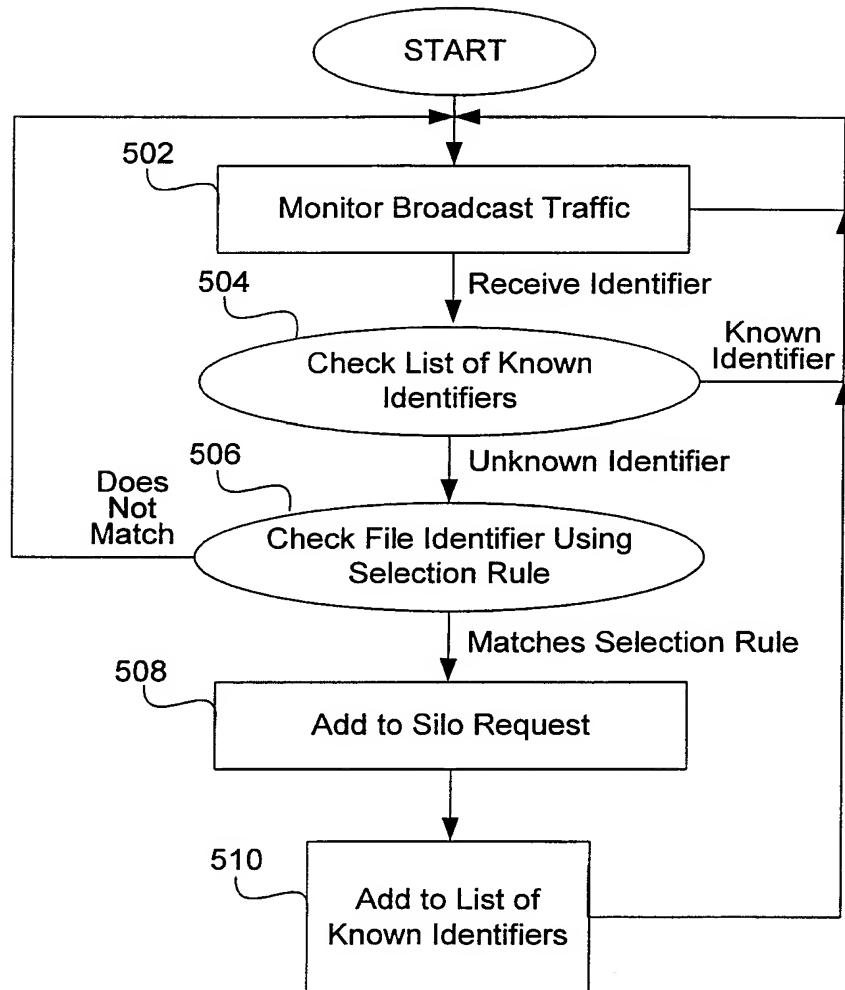 START
502
Monitor Broadcast Traffic
504
Receive Identifier
Known
Identifier
Check List of Known
Identifiers
506
Unknown Identifier
Does
Not
Match
Check File Identifier Using
Selection Rule
Matches Selection Rule
508
Add to Silo Request
510
Add to List of
Known Identifiers